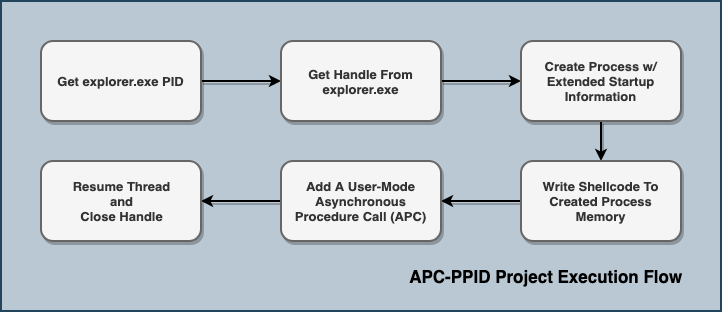 Get explorer.exe PID
Get Handle From
explorer.exe
Create Process w/
Extended Startup
Information
Write Shellcode To
Created Process
Memory
Add A User-Mode
Asynchronous
Procedure Call (APC)
Resume Thread
and
Close Handle
APC-PPID Project Execution Flow